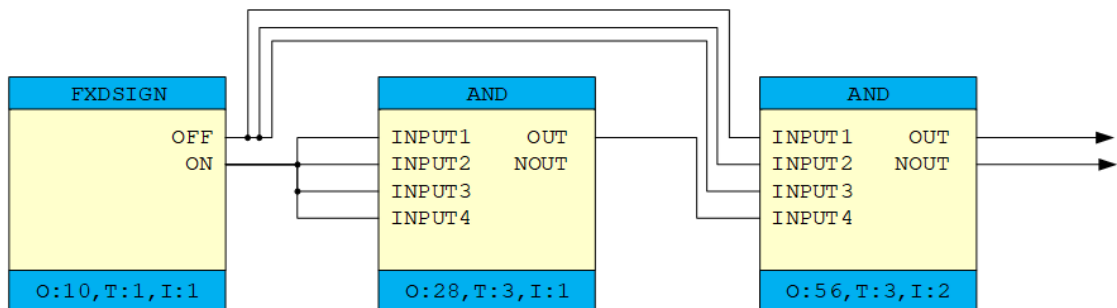 FXDSIGN
OFF
ON
O:10,T:1,I:1
AND
INPUT1 OUT
INPUT2 NOUT
INPUT3
INPUT4
O:28,T:3,I:1
AND
INPUT1 OUT
INPUT2 NOUT
INPUT3
INPUT4
O:56,T:3,I:2